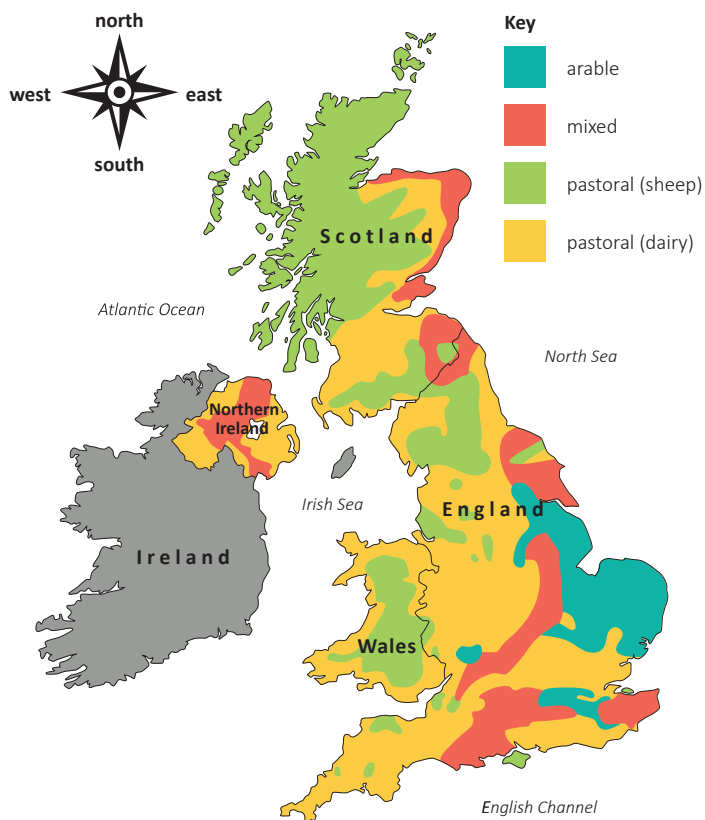 north
west
east
south
Key
arable
mixed
pastoral (sheep)
pastoral (dairy)
Scotland
Atlantic Ocean
North Sea
Northern
Ireland
Irish Sea
England
Ireland
Wales
English Channel